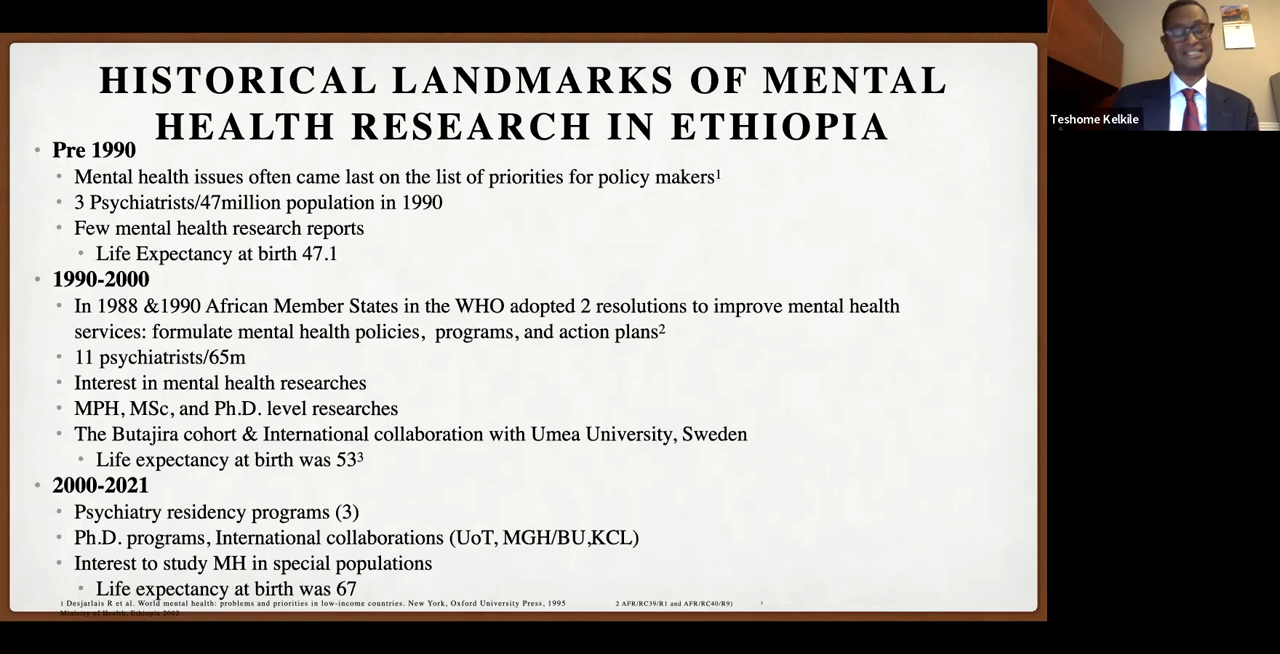 HISTORICAL LANDMARKS OF MENTAL
HEALTH RESEARCH IN ETHIOPIA
• Pre 1990
• Mental health issues often came last on the list of priorities for policy makers¹
• 3 Psychiatrists/47million population in 1990
• Few mental health research reports
• Life Expectancy at birth 47.1
• 1990-2000
• In 1988 &1990 African Member States in the WHO adopted 2 resolutions to improve mental health
services: formulate mental health policies, programs, and action plans²
• 11 psychiatrists/65m
• Interest in mental health researches
• MPH, MSc, and Ph.D. level researches
• The Butajira cohort & International collaboration with Umea University, Sweden
• Life expectancy at birth was 53³
• 2000-2021
• Psychiatry residency programs (3)
• Ph.D. programs, International collaborations (UoT, MGH/BU,KCL)
• Interest to study MH in special populations
• Life expectancy at birth was 67
1 Desjarlais R et al. World mental health: problems and priorities in low-income countries. New York, Oxford University Press, 1995 2 AFR/RC39/R1 and AFR/RC40/R9) ³
Ministry of Health, Ethiopia 2002
Teshome Kelkile